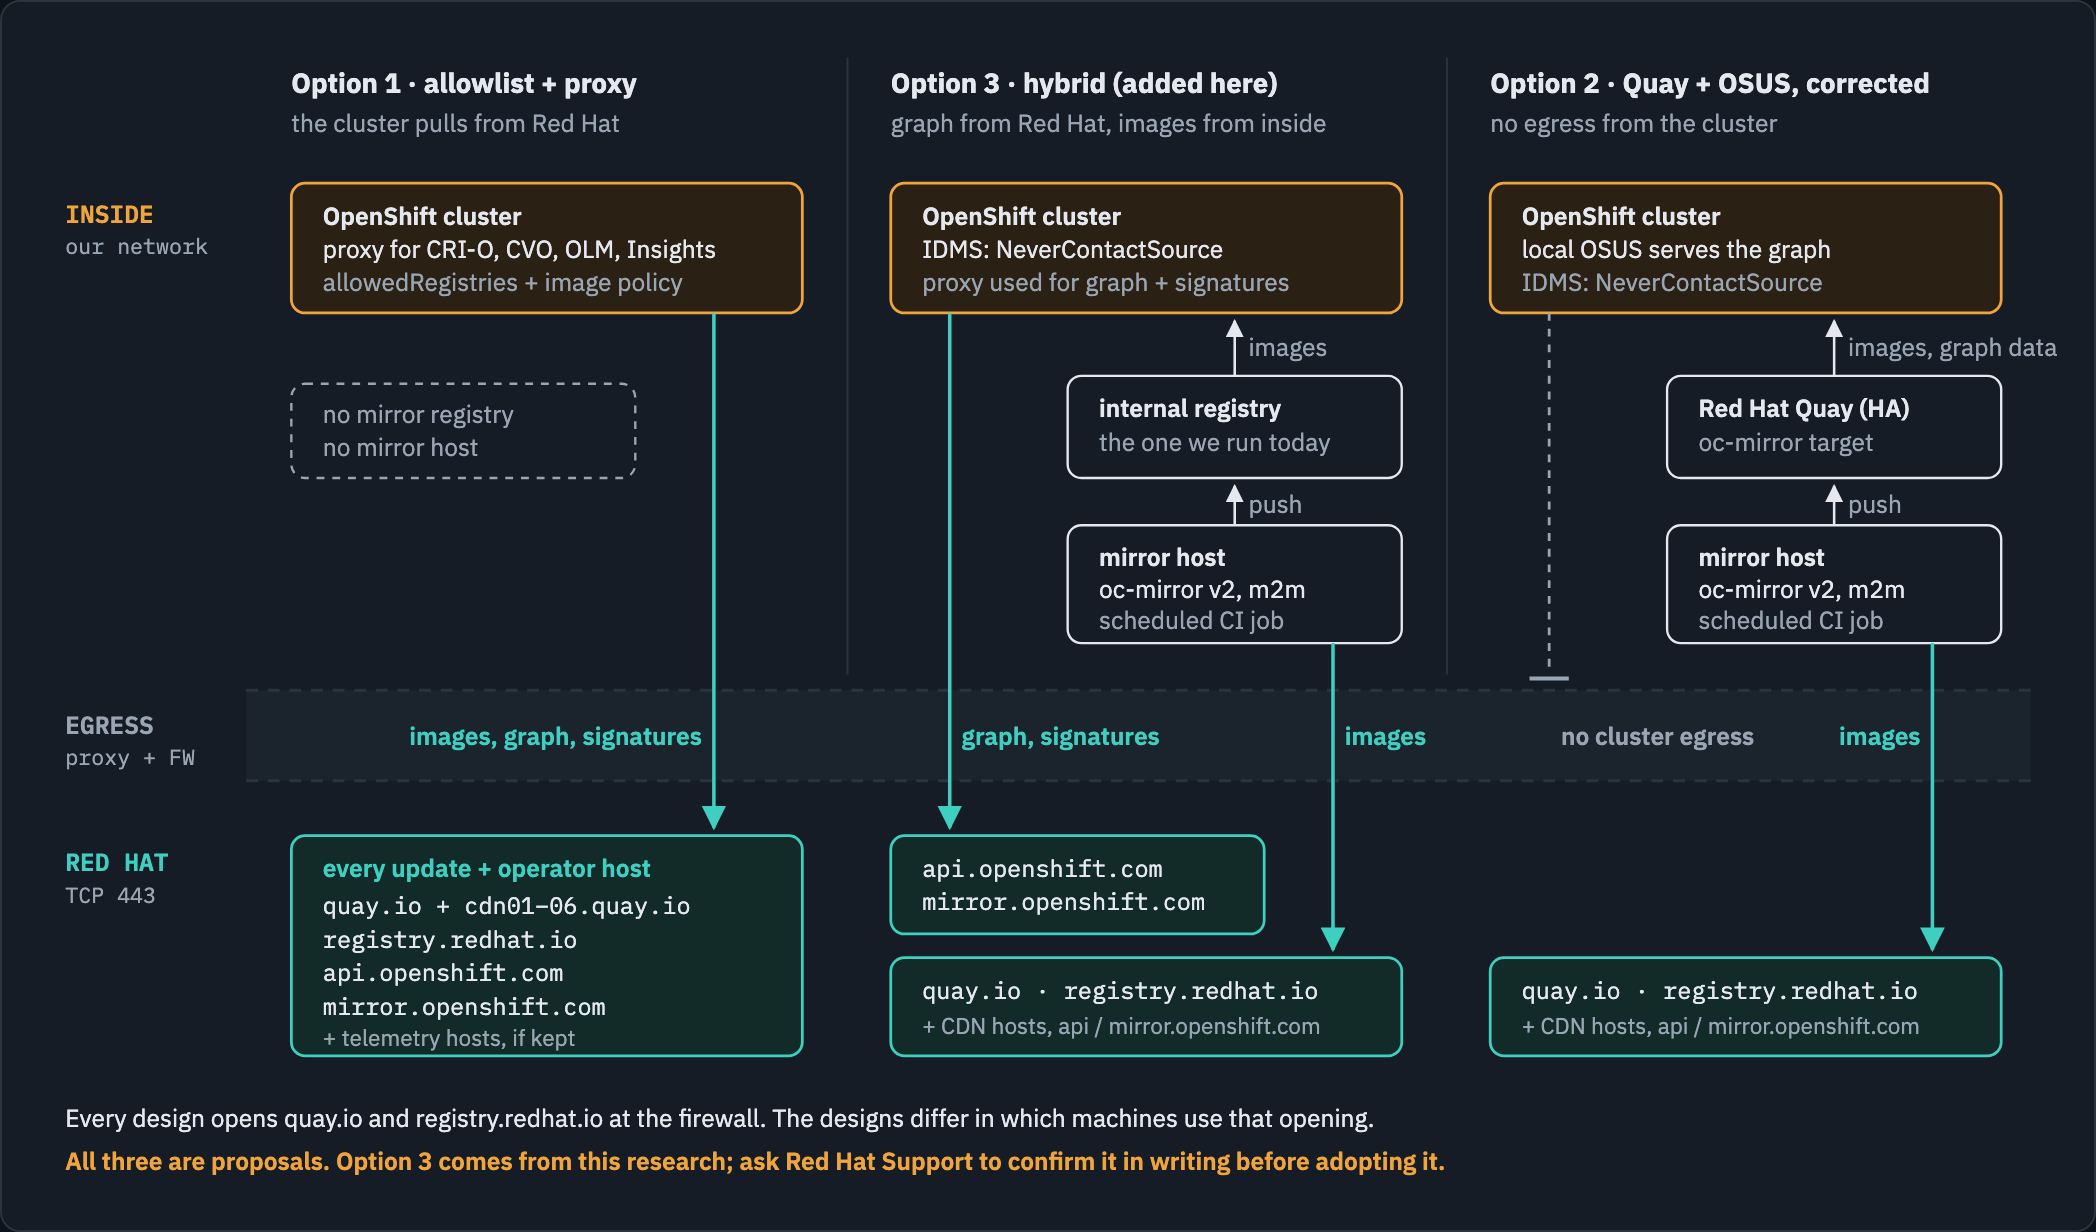 Option 1 · allowlist + proxy
the cluster pulls from Red Hat
Option 3 · hybrid (added here)
graph from Red Hat, images from inside
Option 2 · Quay + OSUS, corrected
no egress from the cluster
INSIDE
our network
OpenShift cluster
proxy for CRI-O, CVO, OLM, Insights
allowedRegistries + image policy
OpenShift cluster
IDMS: NeverContactSource
proxy used for graph + signatures
OpenShift cluster
local OSUS serves the graph
IDMS: NeverContactSource
images
images, graph data
no mirror registry
no mirror host
internal registry
the one we run today
Red Hat Quay (HA)
oc-mirror target
push
push
mirror host
oc-mirror v2, m2m
scheduled CI job
mirror host
oc-mirror v2, m2m
scheduled CI job
EGRESS
proxy + FW
images, graph, signatures
graph, signatures
images
no cluster egress
images
RED HAT
TCP 443
every update + operator host
quay.io + cdn01–06.quay.io
registry.redhat.io
api.openshift.com
mirror.openshift.com
+ telemetry hosts, if kept
api.openshift.com
mirror.openshift.com
quay.io · registry.redhat.io
+ CDN hosts, api / mirror.openshift.com
quay.io · registry.redhat.io
+ CDN hosts, api / mirror.openshift.com
Every design opens quay.io and registry.redhat.io at the firewall. The designs differ in which machines use that opening.
All three are proposals. Option 3 comes from this research; ask Red Hat Support to confirm it in writing before adopting it.